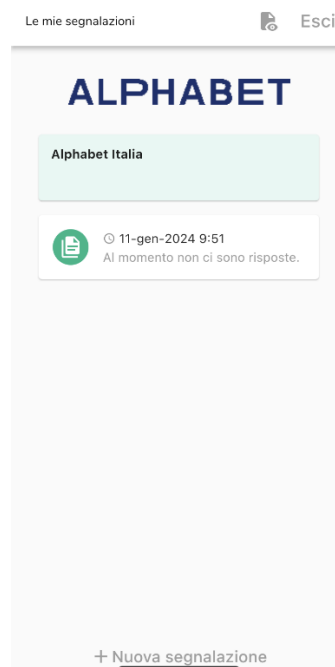 Le mie segnalazioni
Esci
ALPHABET
Alphabet Italia
11-gen-2024 9:51
Al momento non ci sono risposte.
+ Nuova segnalazione